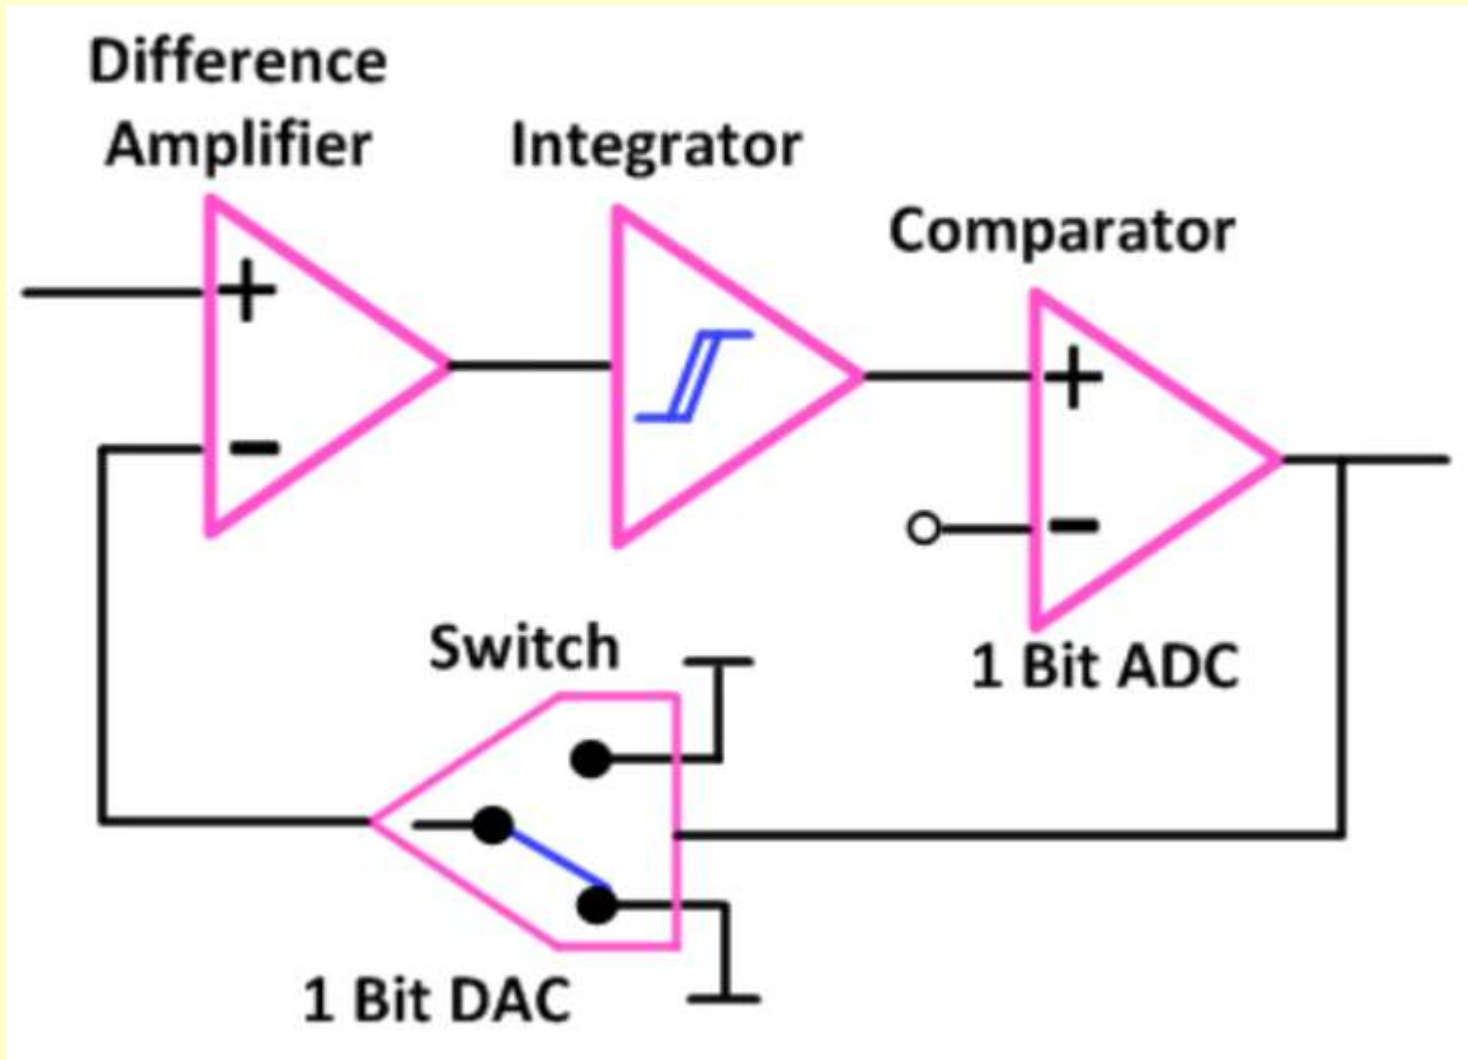 Difference
Amplifier
Integrator
Comparator
+
-
+
-
1 Bit ADC
Switch
1 Bit DAC